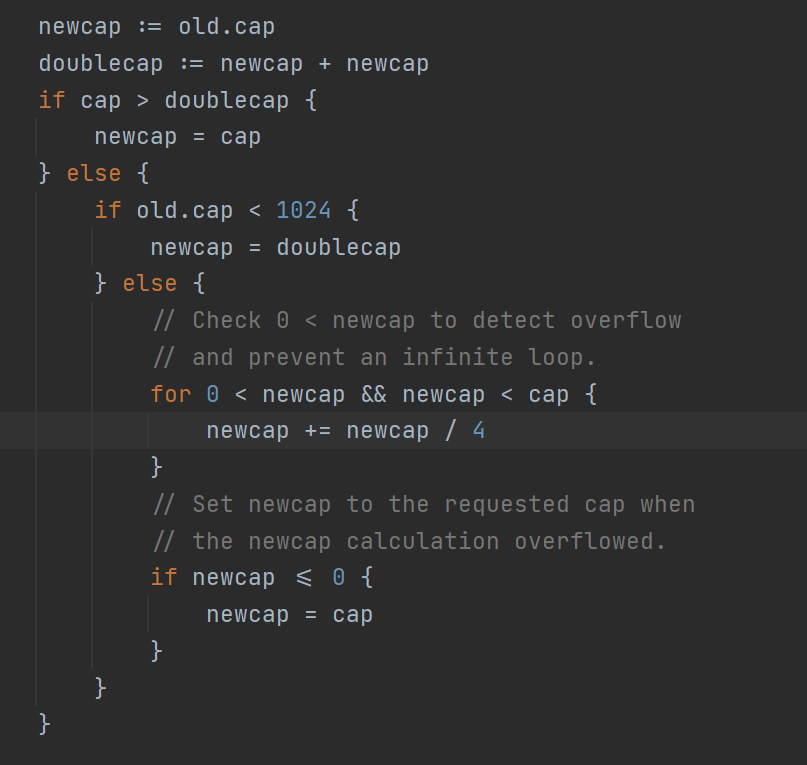 newcap := old.cap
doublecap := newcap + newcap
if cap > doublecap {
    newcap = cap
} else {
    if old.cap < 1024 {
        newcap = doublecap
    } else {
        // Check 0 < newcap to detect overflow
        // and prevent an infinite loop.
        for 0 < newcap && newcap < cap {
            newcap += newcap / 4
        }
        // Set newcap to the requested cap when
        // the newcap calculation overflowed.
        if newcap <= 0 {
            newcap = cap
        }
    }
}